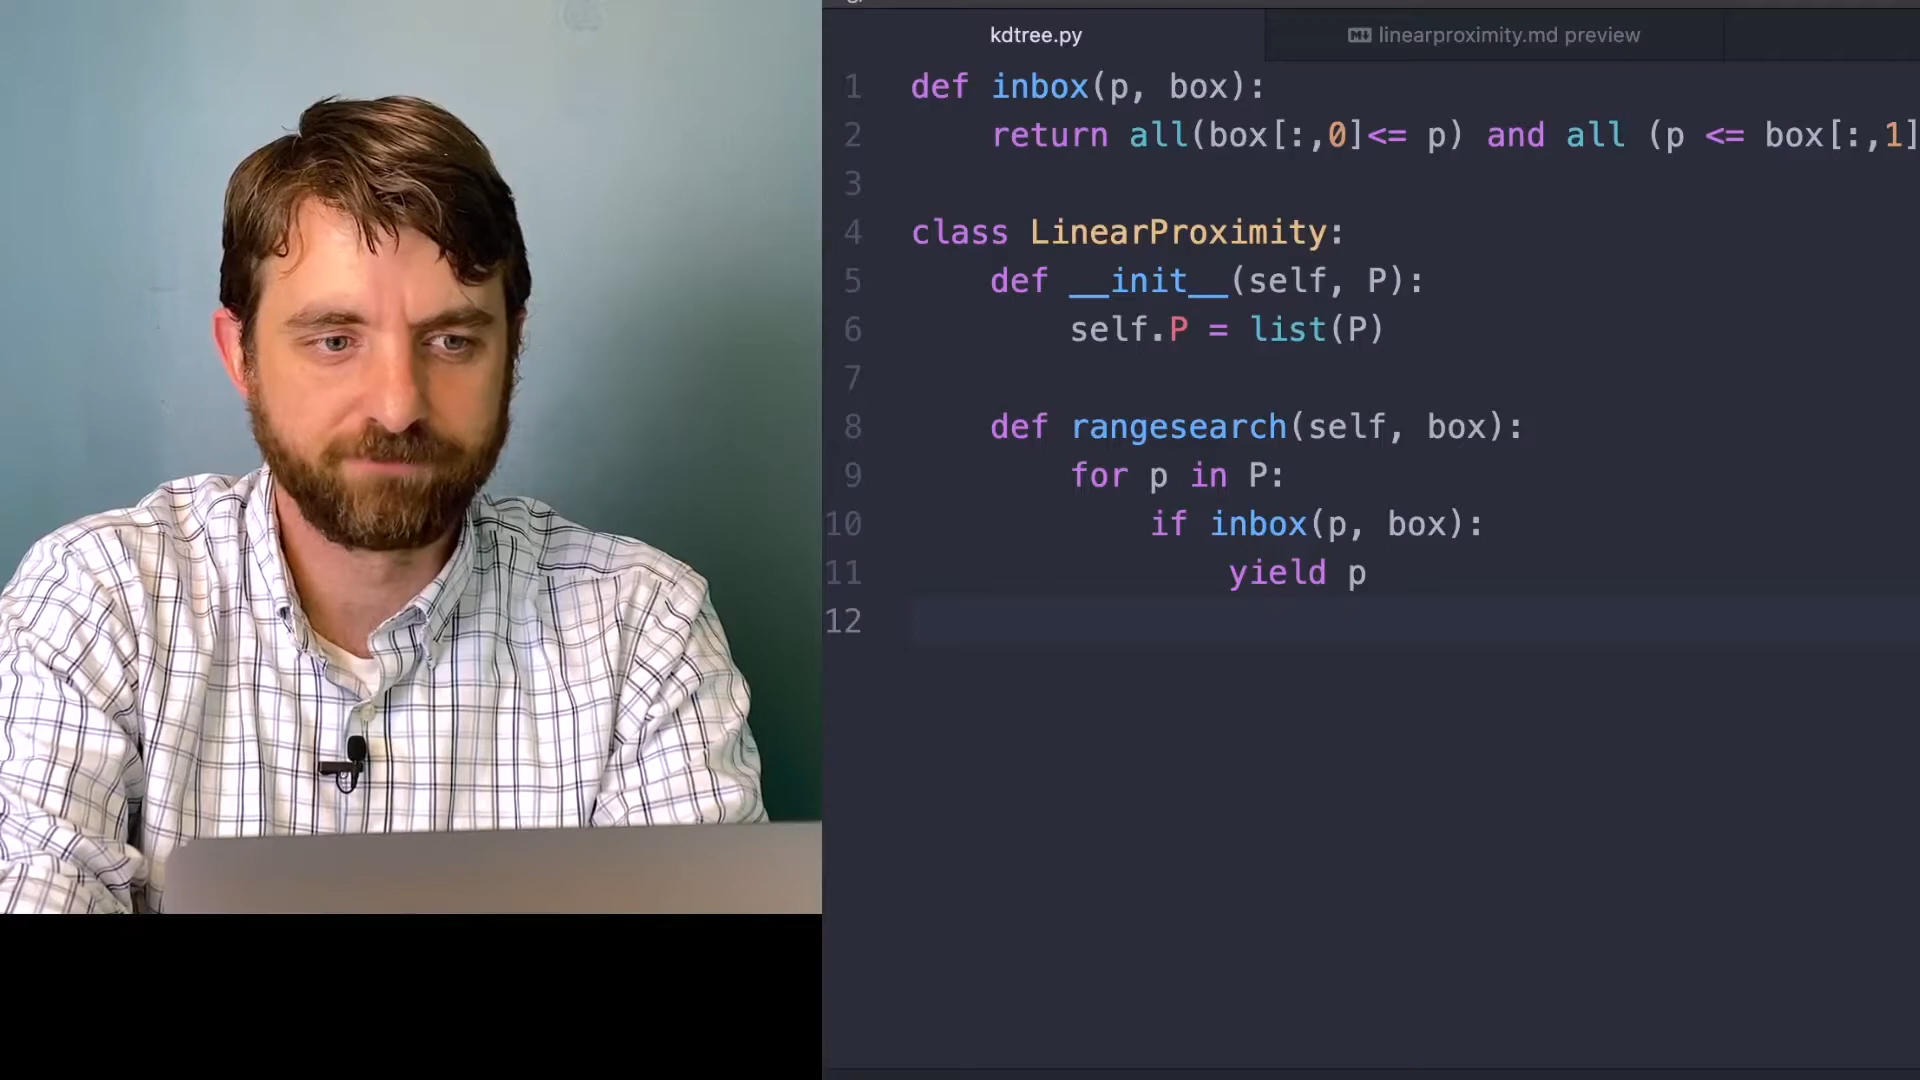 kdtree.py
linearproximity.md preview
1 def inbox(p, box):
2 return all(box[:,0]<= p) and all (p <= box[:,1]
3
4 class LinearProximity:
5 def __init__(self, P):
6 self.P = list(P)
7
8 def rangesearch(self, box):
9 for p in P:
10 if inbox(p, box):
11 yield p
12